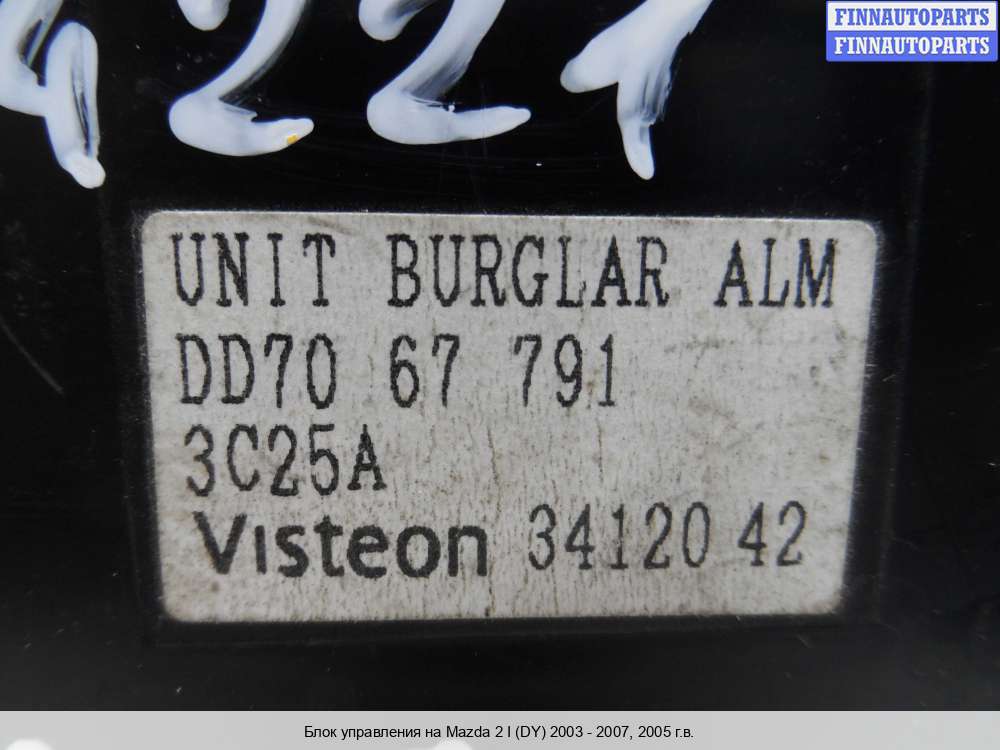 FINNAUTOPARTS
FINNAUTOPARTS
4221
UNIT BURGLAR ALM
DD70 67 791
3C25A
Visteon 34120 42
Блок управления на Mazda 2 I (DY) 2003 - 2007, 2005 г.в.